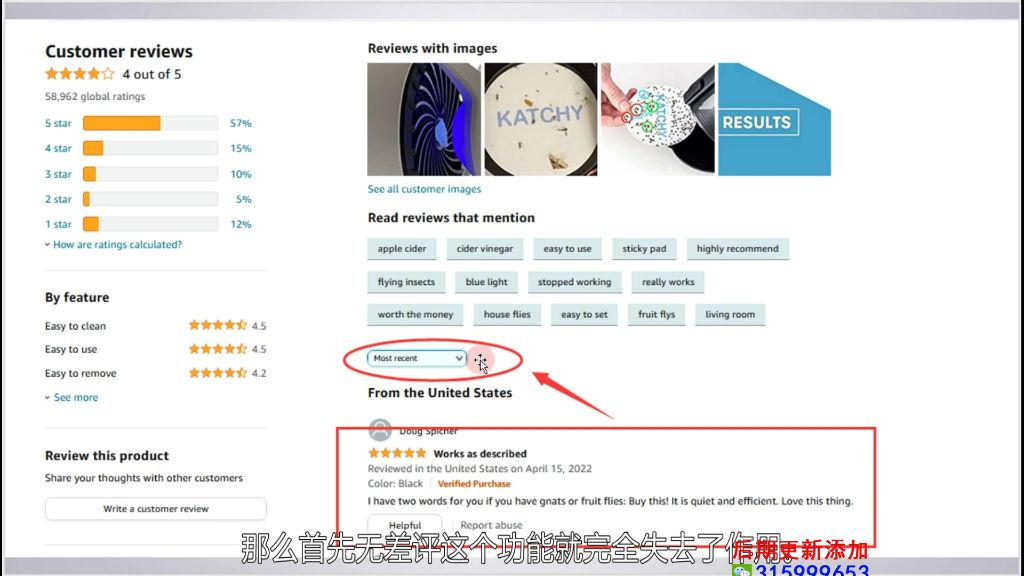 Customer reviews
4 out of 5
58,962 global ratings
5 star 57%
4 star 15%
3 star 10%
2 star 5%
1 star 12%
How are ratings calculated?
By feature
Easy to clean 4.5
Easy to use 4.5
Easy to remove 4.2
See more
Review this product
Share your thoughts with other customers
Write a customer review
Reviews with images
KATCHY
KATCHY
RESULTS
See all customer images
Read reviews that mention
apple cider cider vinegar easy to use sticky pad highly recommend
flying insects blue light stopped working really works
worth the money house flies easy to set fruit flys living room
Most recent
From the United States
Doug Spicher
Works as described
Reviewed in the United States on April 15, 2022
Color: Black Verified Purchase
I have two words for you if you have gnats or fruit flies: Buy this! It is quiet and efficient. Love this thing.
Helpful Report abuse
那么首先无差评这个功能就完全失去了作用。
后期更新添加
315999653